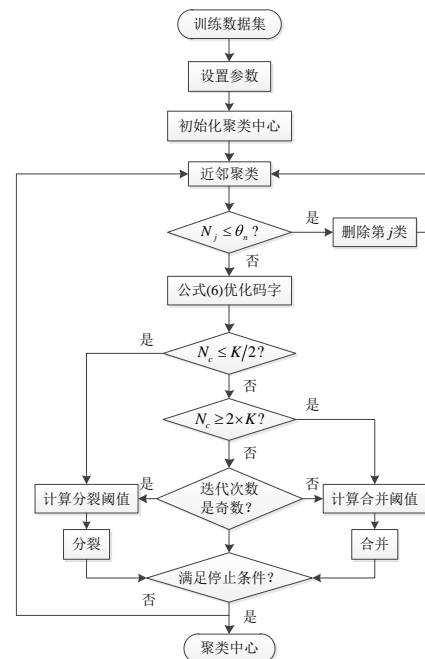 训练数据集
设置参数
初始化聚类中心
近邻聚类
N_j ≤ θ_n ?
是
删除第 j类
否
公式(6)优化码字
是
N_c ≤ K/2?
否
N_c ≥ 2×K?
是
否
计算分裂阈值
是
迭代次数
是奇数?
否
计算合并阈值
分裂
合并
满足停止条件?
否
是
聚类中心